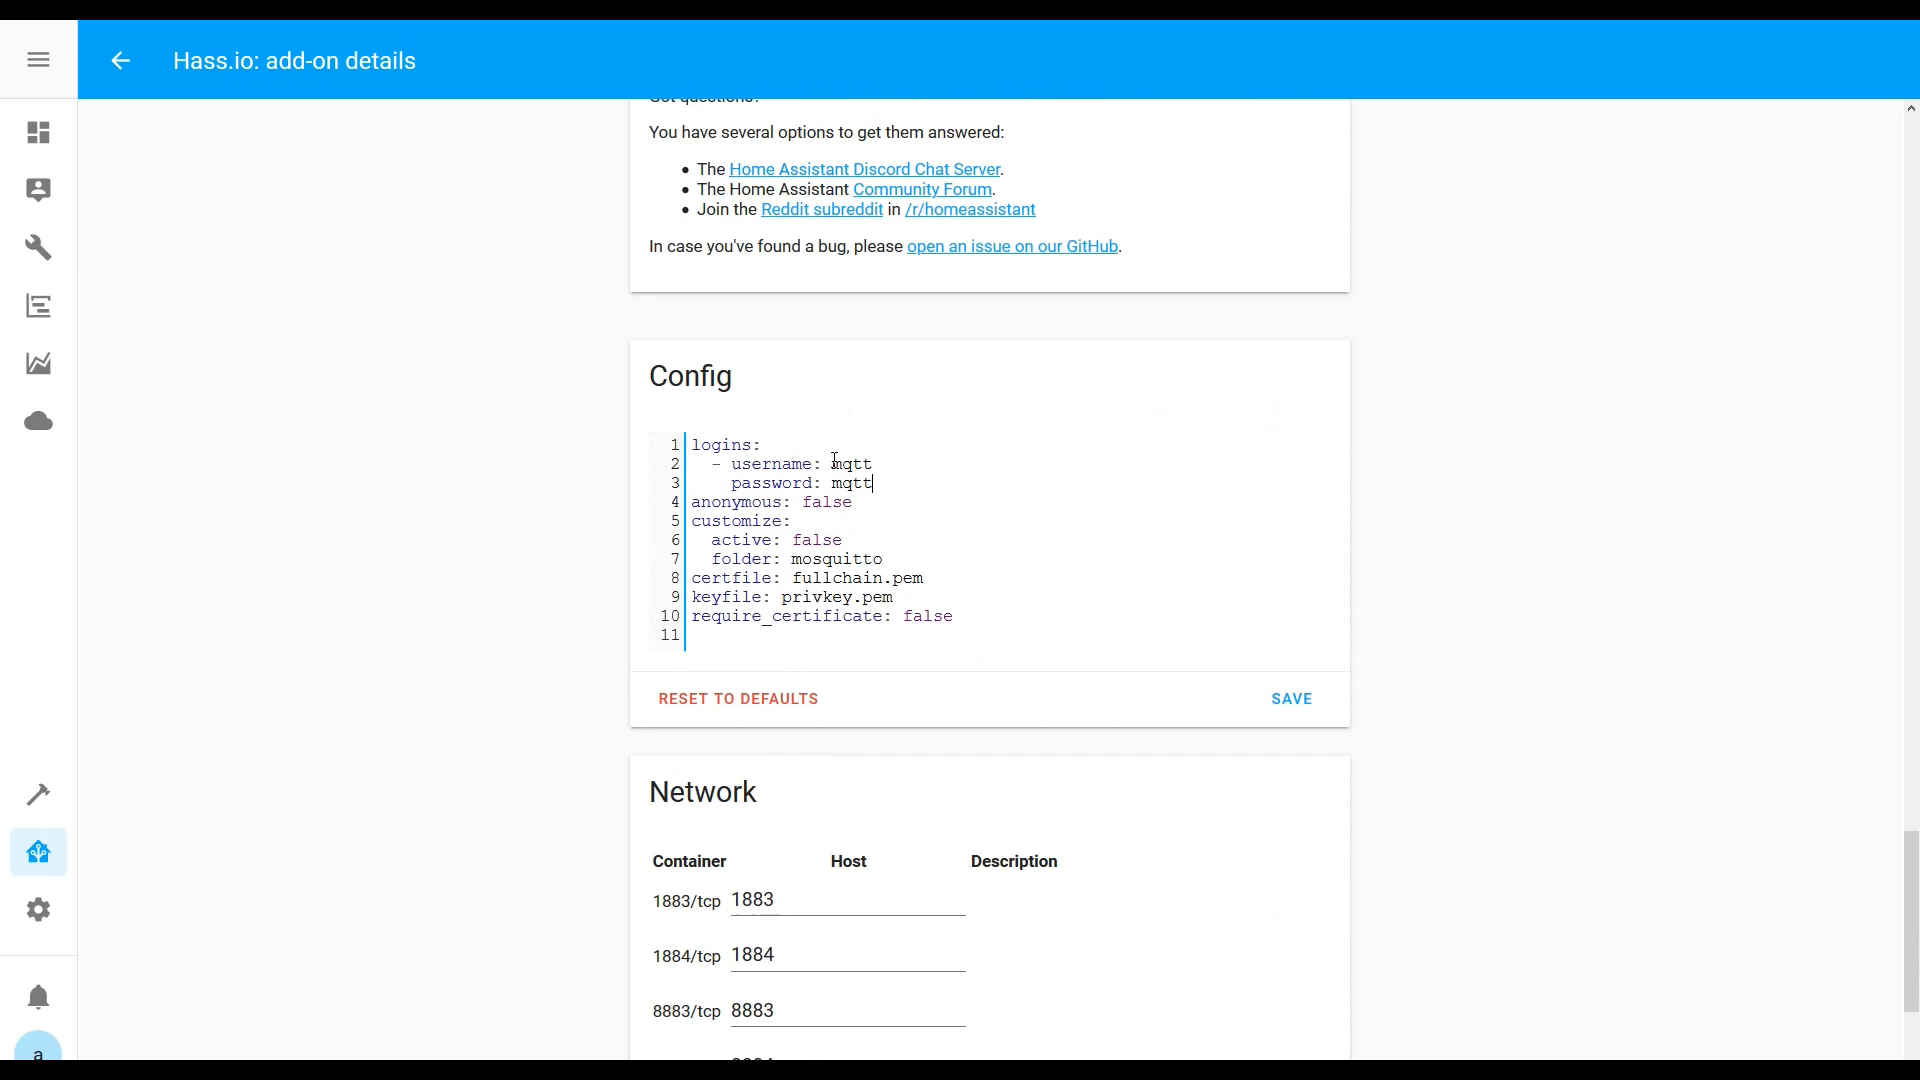 Hass.io: add-on details
Got questions?
You have several options to get them answered:
The Home Assistant Discord Chat Server.
The Home Assistant Community Forum.
Join the Reddit subreddit in /r/homeassistant
In case you've found a bug, please open an issue on our GitHub.
Config
1 logins:
2   - username: mqtt
3     password: mqtt
4 anonymous: false
5 customize:
6   active: false
7   folder: mosquitto
8 certfile: fullchain.pem
9 keyfile: privkey.pem
10 require_certificate: false
11
RESET TO DEFAULTS SAVE
Network
Container Host Description
1883/tcp 1883
1884/tcp 1884
8883/tcp 8883
a